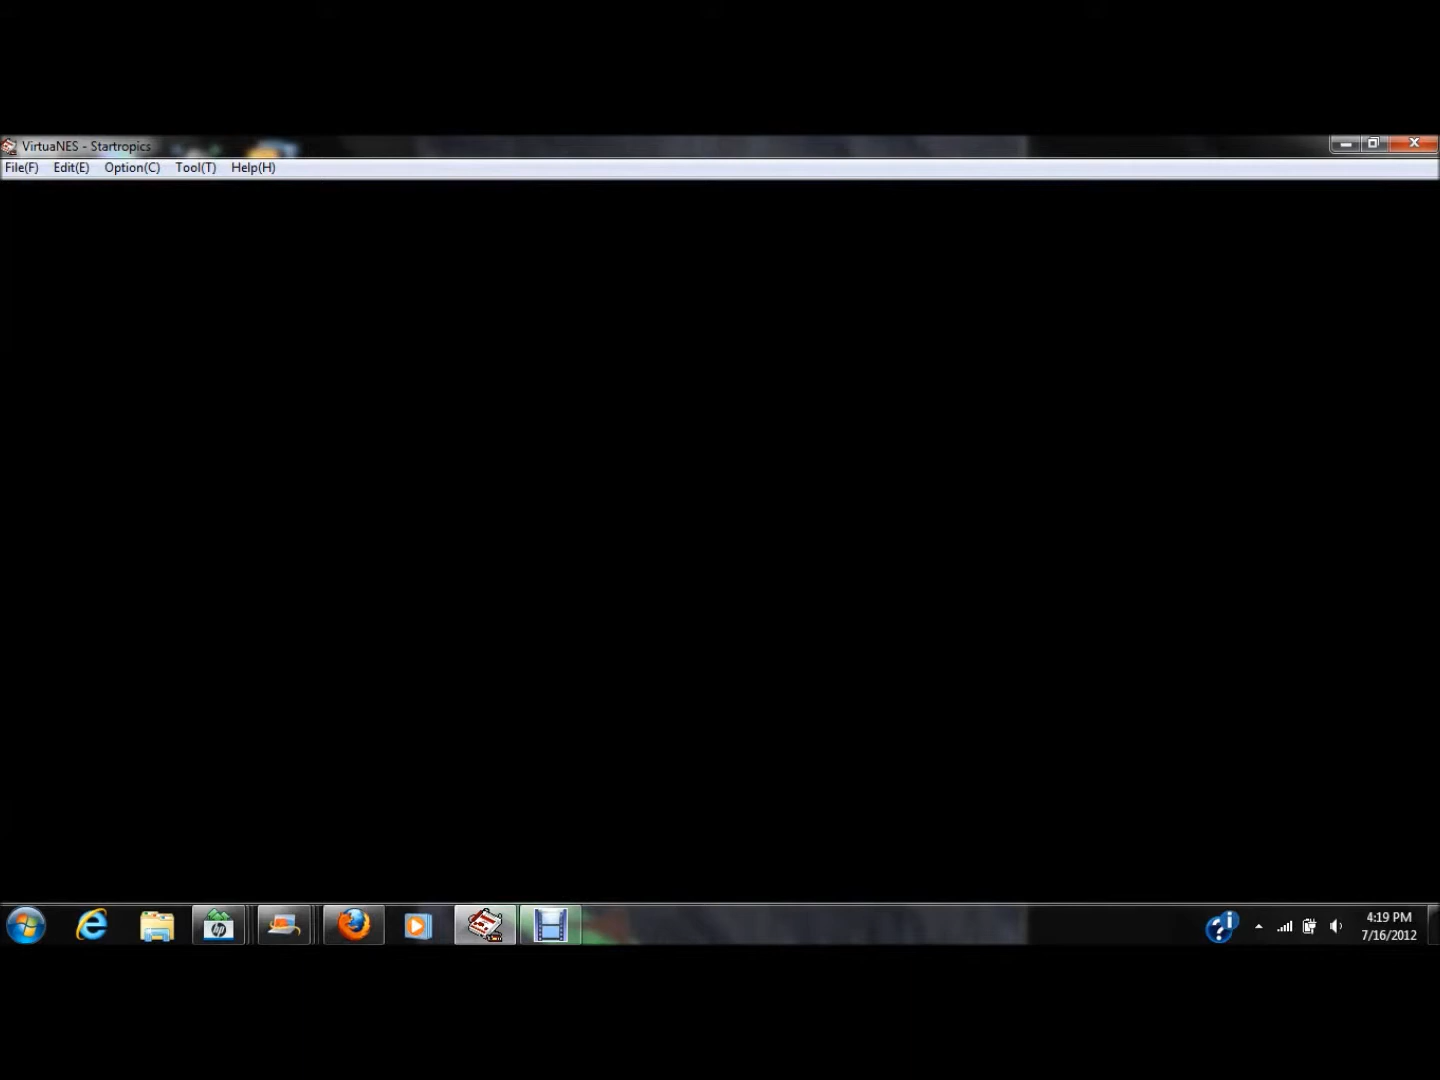 VirtuaNES - Startropics
File(F) Edit(E) Option(C) Tool(T) Help(H)
4:19 PM
7/16/2012